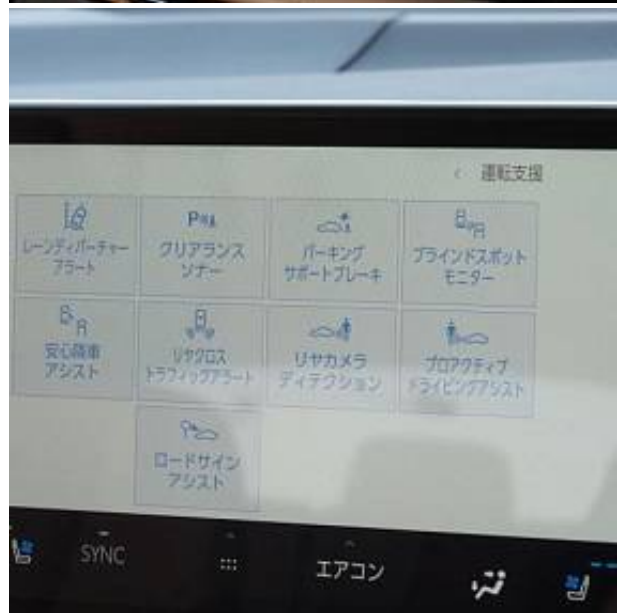 ‹ 運転支援
レーンディパーチャー
アラート
P
クリアランス
ソナー
パーキング
サポートブレーキ
ブラインドスポット
モニター
安心降車
アシスト
リヤクロス
トラフィックアラート
リヤカメラ
ディテクション
プロアクティブ
ドライビングアシスト
ロードサイン
アシスト
SYNC
エアコン